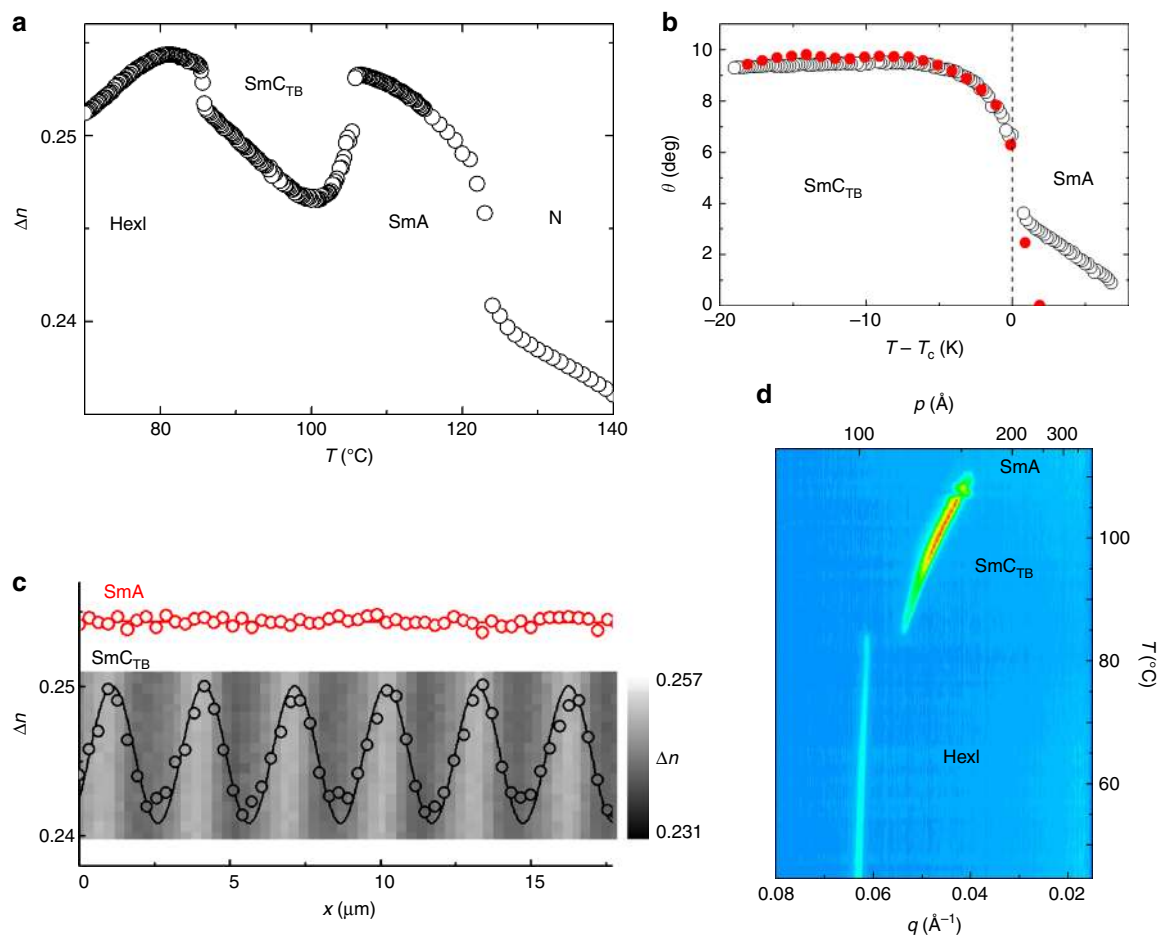 a
SmC_TB
0.25
Δn
Hexl
SmA
N
0.24
80 100 120 140
T (°C)
b
10
8
6
4
2
0
θ (deg)
SmC_TB
SmA
–20 –10 0
T – T_c (K)
c
SmA
SmC_TB
0.25
Δn
0.24
0.257
Δn
0.231
0 5 10 15
x (μm)
d
p (Å)
100 200 300
SmA
100
SmC_TB
80
T (°C)
Hexl
60
0.08 0.06 0.04 0.02
q (Å⁻¹)